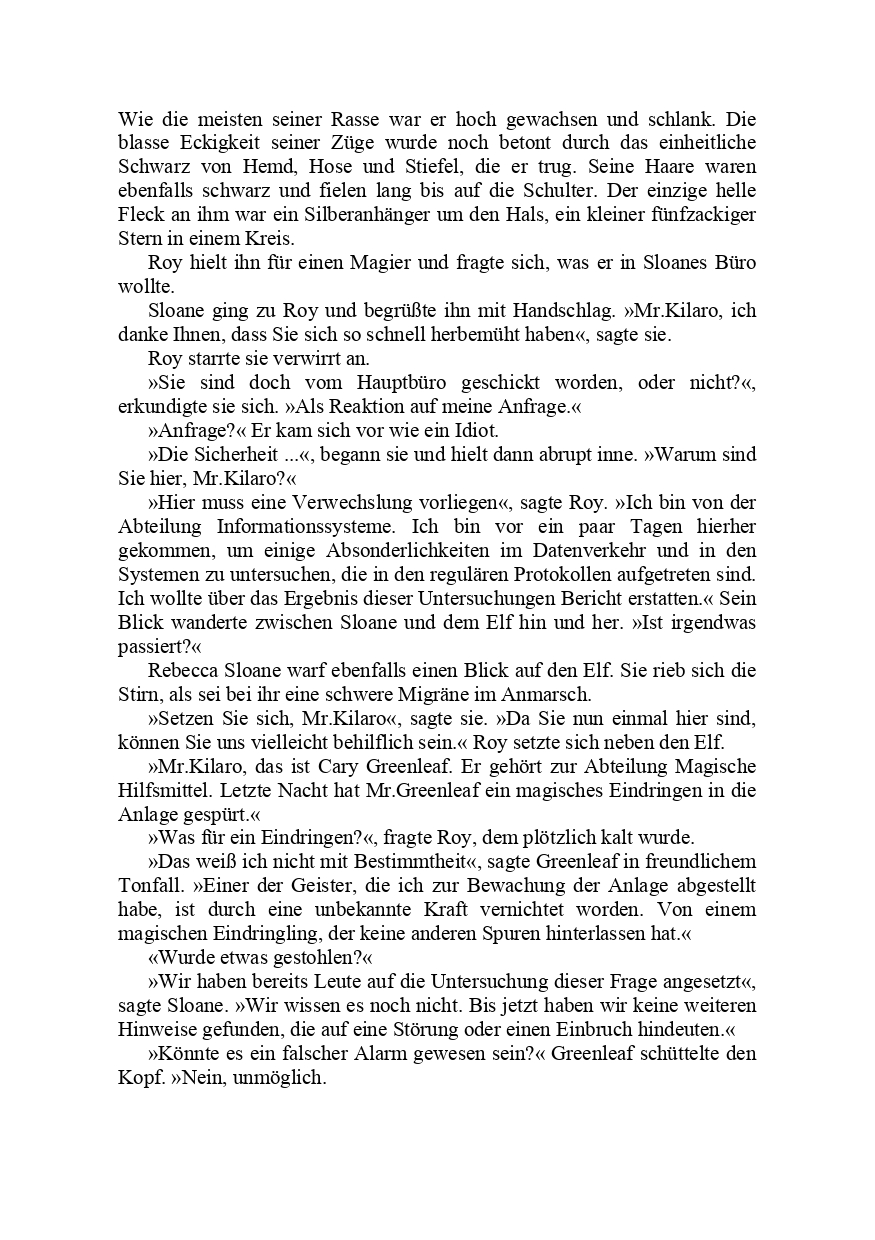 Wie die meisten seiner Rasse war er hoch gewachsen und schlank. Die
blasse Eckigkeit seiner Züge wurde noch betont durch das einheitliche
Schwarz von Hemd, Hose und Stiefel, die er trug. Seine Haare waren
ebenfalls schwarz und fielen lang bis auf die Schulter. Der einzige helle
Fleck an ihm war ein Silberanhänger um den Hals, ein kleiner fünfzackiger
Stern in einem Kreis.
Roy hielt ihn für einen Magier und fragte sich, was er in Sloanes Büro
wollte.
Sloane ging zu Roy und begrüßte ihn mit Handschlag. »Mr.Kilaro, ich
danke Ihnen, dass Sie sich so schnell herbemüht haben«, sagte sie.
Roy starrte sie verwirrt an.
»Sie sind doch vom Hauptbüro geschickt worden, oder nicht?«,
erkundigte sie sich. »Als Reaktion auf meine Anfrage.«
»Anfrage?« Er kam sich vor wie ein Idiot.
»Die Sicherheit ...«, begann sie und hielt dann abrupt inne. »Warum sind
Sie hier, Mr.Kilaro?«
»Hier muss eine Verwechslung vorliegen«, sagte Roy. »Ich bin von der
Abteilung Informationssysteme. Ich bin vor ein paar Tagen hierher
gekommen, um einige Absonderlichkeiten im Datenverkehr und in den
Systemen zu untersuchen, die in den regulären Protokollen aufgetreten sind.
Ich wollte über das Ergebnis dieser Untersuchungen Bericht erstatten.« Sein
Blick wanderte zwischen Sloane und dem Elf hin und her. »Ist irgendwas
passiert?«
Rebecca Sloane warf ebenfalls einen Blick auf den Elf. Sie rieb sich die
Stirn, als sei bei ihr eine schwere Migräne im Anmarsch.
»Setzen Sie sich, Mr.Kilaro«, sagte sie. »Da Sie nun einmal hier sind,
können Sie uns vielleicht behilflich sein.« Roy setzte sich neben den Elf.
»Mr.Kilaro, das ist Cary Greenleaf. Er gehört zur Abteilung Magische
Hilfsmittel. Letzte Nacht hat Mr.Greenleaf ein magisches Eindringen in die
Anlage gespürt.«
»Was für ein Eindringen?«, fragte Roy, dem plötzlich kalt wurde.
»Das weiß ich nicht mit Bestimmtheit«, sagte Greenleaf in freundlichem
Tonfall. »Einer der Geister, die ich zur Bewachung der Anlage abgestellt
habe, ist durch eine unbekannte Kraft vernichtet worden. Von einem
magischen Eindringling, der keine anderen Spuren hinterlassen hat.«
«Wurde etwas gestohlen?«
»Wir haben bereits Leute auf die Untersuchung dieser Frage angesetzt«,
sagte Sloane. »Wir wissen es noch nicht. Bis jetzt haben wir keine weiteren
Hinweise gefunden, die auf eine Störung oder einen Einbruch hindeuten.«
»Könnte es ein falscher Alarm gewesen sein?« Greenleaf schüttelte den
Kopf. »Nein, unmöglich.